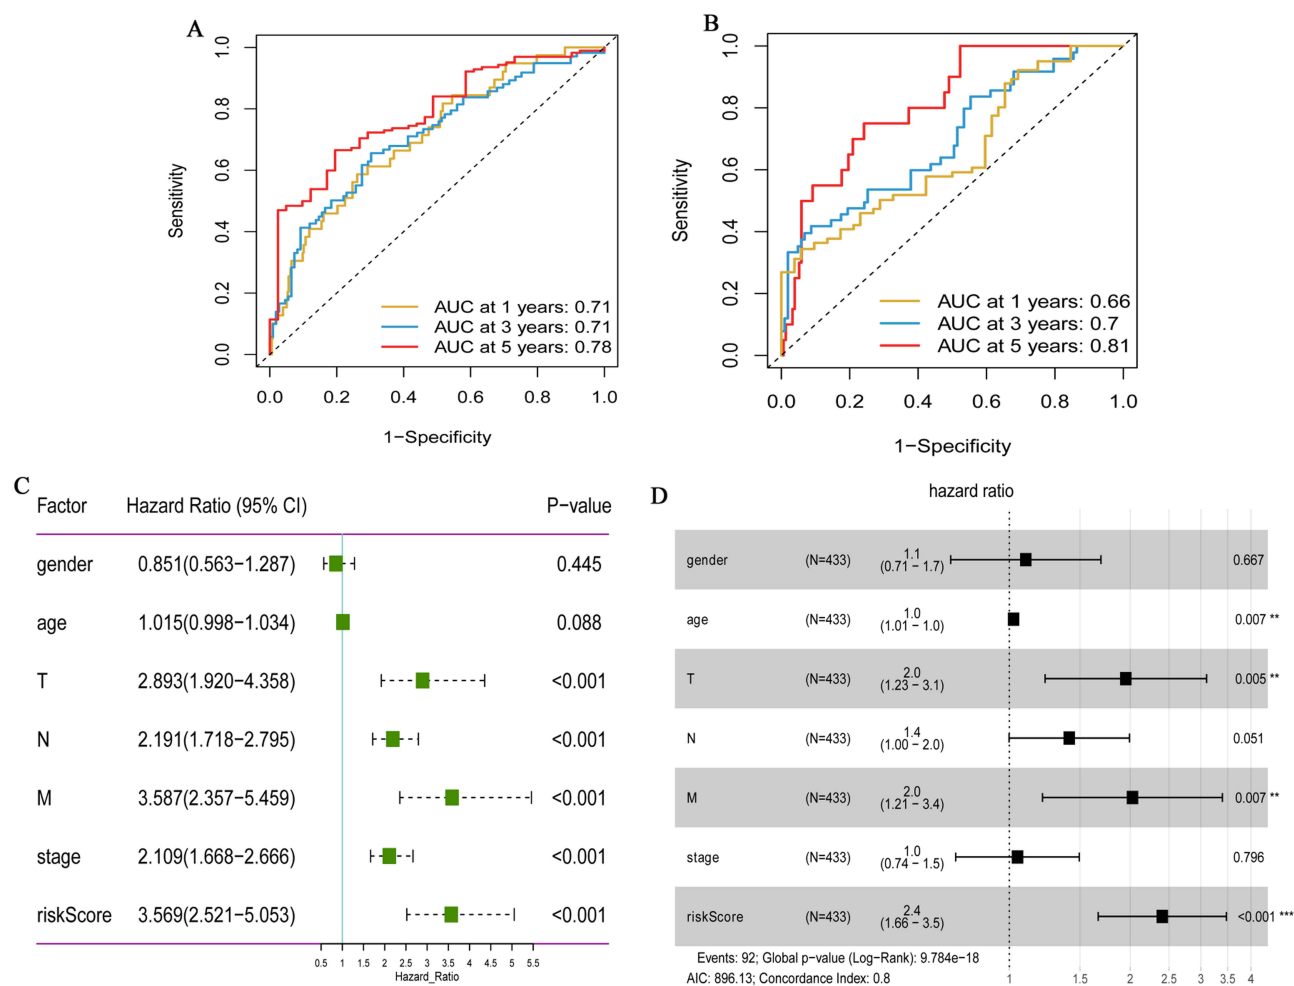 A
Sensitivity
1.0
0.8
0.6
0.4
0.2
0.0
AUC at 1 years: 0.71
AUC at 3 years: 0.71
AUC at 5 years: 0.78
0.0 0.2 0.4 0.6 0.8 1.0
1−Specificity
B
Sensitivity
1.0
0.8
0.6
0.4
0.2
0.0
AUC at 1 years: 0.66
AUC at 3 years: 0.7
AUC at 5 years: 0.81
0.0 0.2 0.4 0.6 0.8 1.0
1−Specificity
C
Factor Hazard Ratio (95% CI) P−value
gender 0.851(0.563−1.287) 0.445
age 1.015(0.998−1.034) 0.088
T 2.893(1.920−4.358) <0.001
N 2.191(1.718−2.795) <0.001
M 3.587(2.357−5.459) <0.001
stage 2.109(1.668−2.666) <0.001
riskScore 3.569(2.521−5.053) <0.001
0.5 1 1.5 2 2.5 3 3.5 4 4.5 5 5.5
Hazard_Ratio
D
hazard ratio
gender (N=433) 1.1 0.667
(0.71 − 1.7)
age (N=433) 1.0 0.007 **
(1.01 − 1.0)
T (N=433) 2.0 0.005 **
(1.23 − 3.1)
N (N=433) 1.4 0.051
(1.00 − 2.0)
M (N=433) 2.0 0.007 **
(1.21 − 3.4)
stage (N=433) 1.0 0.796
(0.74 − 1.5)
riskScore (N=433) 2.4 <0.001 ***
(1.66 − 3.5)
Events: 92; Global p−value (Log−Rank): 9.784e−18
AIC: 896.13; Concordance Index: 0.8
1 1.5 2 2.5 3 3.5 4